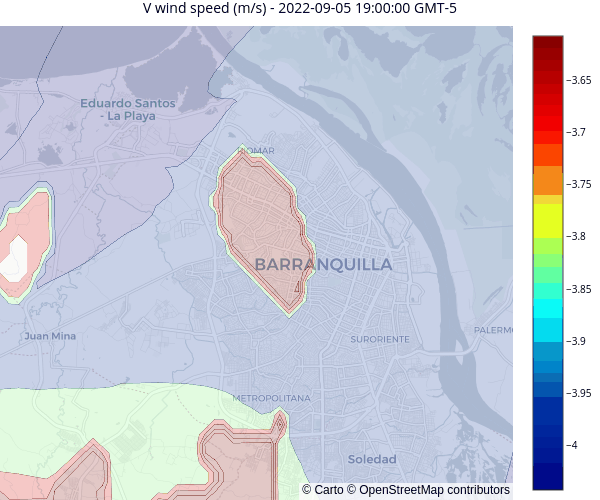 V wind speed (m/s) - 2022-09-05 19:00:00 GMT-5
Eduardo Santos
- La Playa
RIOMAR
BARRANQUILLA
Juan Mina
SURORIENTE
PALERMO
METROPOLITANA
Soledad
© Carto © OpenStreetMap contributors
−3.65
−3.7
−3.75
−3.8
−3.85
−3.9
−3.95
−4